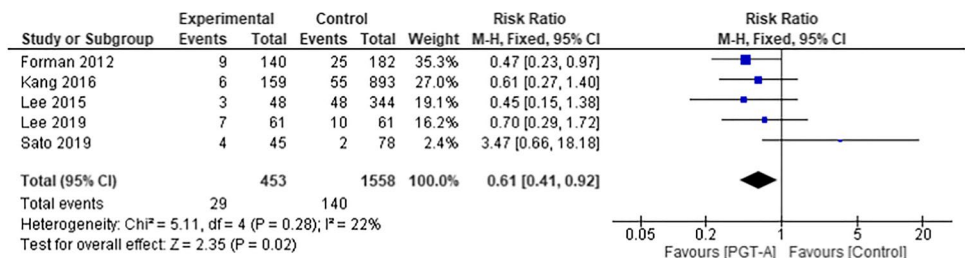 Experimental Control Risk Ratio Risk Ratio
Study or Subgroup Events Total Events Total Weight M-H, Fixed, 95% CI M-H, Fixed, 95% CI
Forman 2012 9 140 25 182 35.3% 0.47 [0.23, 0.97]
Kang 2016 6 159 55 893 27.0% 0.61 [0.27, 1.40]
Lee 2015 3 48 48 344 19.1% 0.45 [0.15, 1.38]
Lee 2019 7 61 10 61 16.2% 0.70 [0.29, 1.72]
Sato 2019 4 45 2 78 2.4% 3.47 [0.66, 18.18]
Total (95% CI) 453 1558 100.0% 0.61 [0.41, 0.92]
Total events 29 140
Heterogeneity: Chi² = 5.11, df = 4 (P = 0.28); I² = 22%
Test for overall effect: Z = 2.35 (P = 0.02)
0.05 0.2 1 5 20
Favours [PGT-A] Favours [Control]